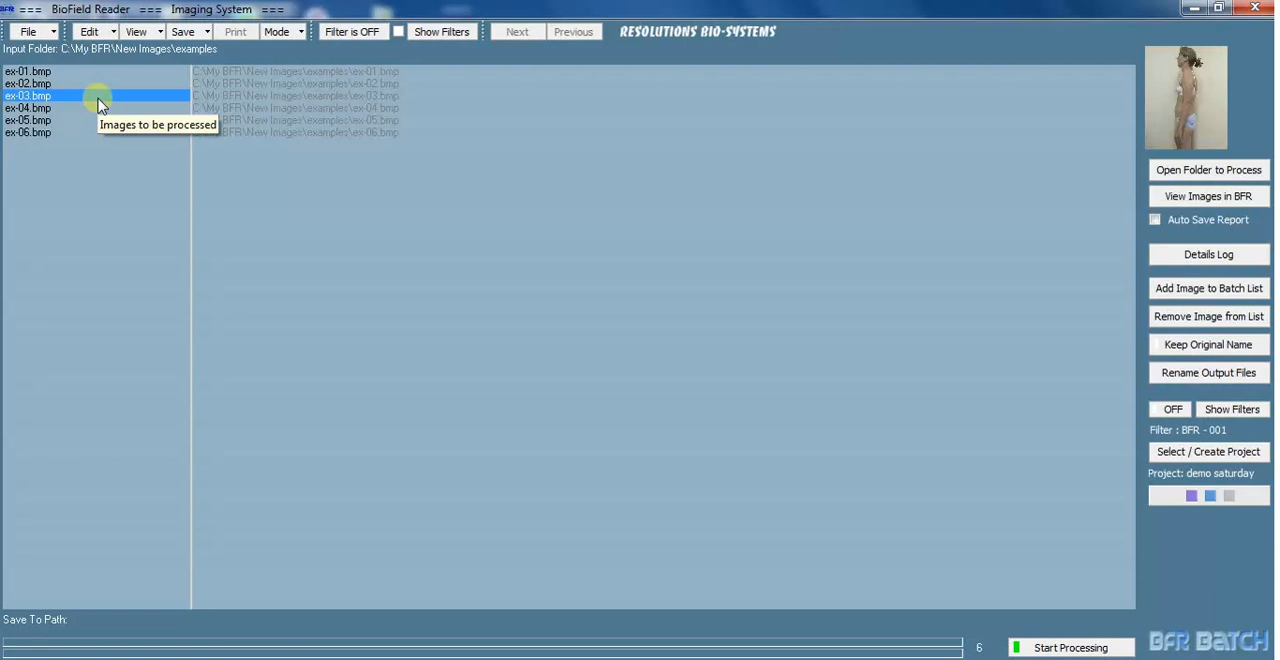 BFR === BioField Reader === Imaging System ===
File Edit View Save Print Mode Filter is OFF Show Filters Next Previous RESOLUTIONS BIO-SYSTEMS
Input Folder: C:\My BFR\New Images\examples
ex-01.bmp C:\My BFR\New Images\examples\ex-01.bmp
ex-02.bmp C:\My BFR\New Images\examples\ex-02.bmp
ex-03.bmp C:\My BFR\New Images\examples\ex-03.bmp
ex-04.bmp C:\My BFR\New Images\examples\ex-04.bmp
ex-05.bmp C:\My BFR\New Images\examples\ex-05.bmp
ex-06.bmp C:\My BFR\New Images\examples\ex-06.bmp
Images to be processed
Open Folder to Process
View Images in BFR
Auto Save Report
Details Log
Add Image to Batch List
Remove Image from List
Keep Original Name
Rename Output Files
OFF Show Filters
Filter : BFR - 001
Select / Create Project
Project: demo saturday
Save To Path:
6 Start Processing BFR BATCH